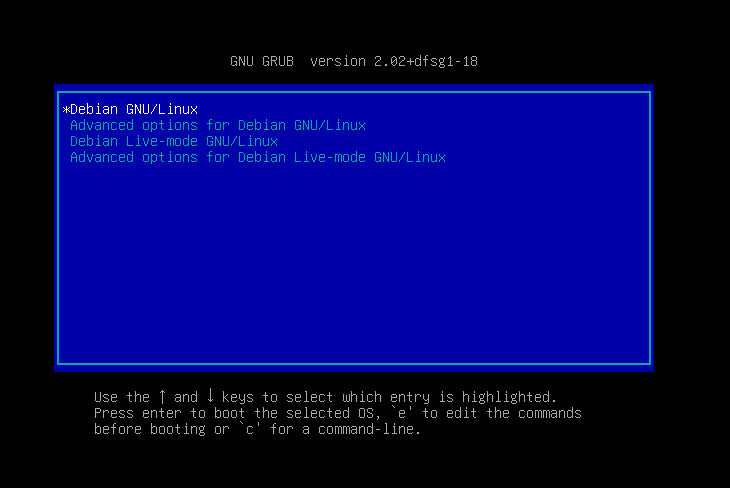 GNU GRUB  version 2.02+dfsg1-18
*Debian GNU/Linux
Advanced options for Debian GNU/Linux
Debian Live-mode GNU/Linux
Advanced options for Debian Live-mode GNU/Linux
Use the ↑ and ↓ keys to select which entry is highlighted.
Press enter to boot the selected OS, `e' to edit the commands
before booting or `c' for a command-line.